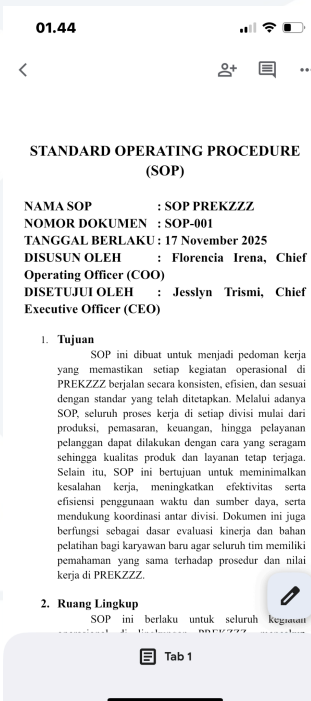 01.44
STANDARD OPERATING PROCEDURE
(SOP)
NAMA SOP : SOP PREKZZZ
NOMOR DOKUMEN : SOP-001
TANGGAL BERLAKU : 17 November 2025
DISUSUN OLEH : Florencia Irena, Chief
Operating Officer (COO)
DISETUJUI OLEH : Jesslyn Trismi, Chief
Executive Officer (CEO)
1. Tujuan
SOP ini dibuat untuk menjadi pedoman kerja
yang memastikan setiap kegiatan operasional di
PREKZZZ berjalan secara konsisten, efisien, dan sesuai
dengan standar yang telah ditetapkan. Melalui adanya
SOP, seluruh proses kerja di setiap divisi mulai dari
produksi, pemasaran, keuangan, hingga pelayanan
pelanggan dapat dilakukan dengan cara yang seragam
sehingga kualitas produk dan layanan tetap terjaga.
Selain itu, SOP ini bertujuan untuk meminimalkan
kesalahan kerja, meningkatkan efektivitas serta
efisiensi penggunaan waktu dan sumber daya, serta
mendukung koordinasi antar divisi. Dokumen ini juga
berfungsi sebagai dasar evaluasi kinerja dan bahan
pelatihan bagi karyawan baru agar seluruh tim memiliki
pemahaman yang sama terhadap prosedur dan nilai
kerja di PREKZZZ.
2. Ruang Lingkup
SOP ini berlaku untuk seluruh kegiatan
Tab 1